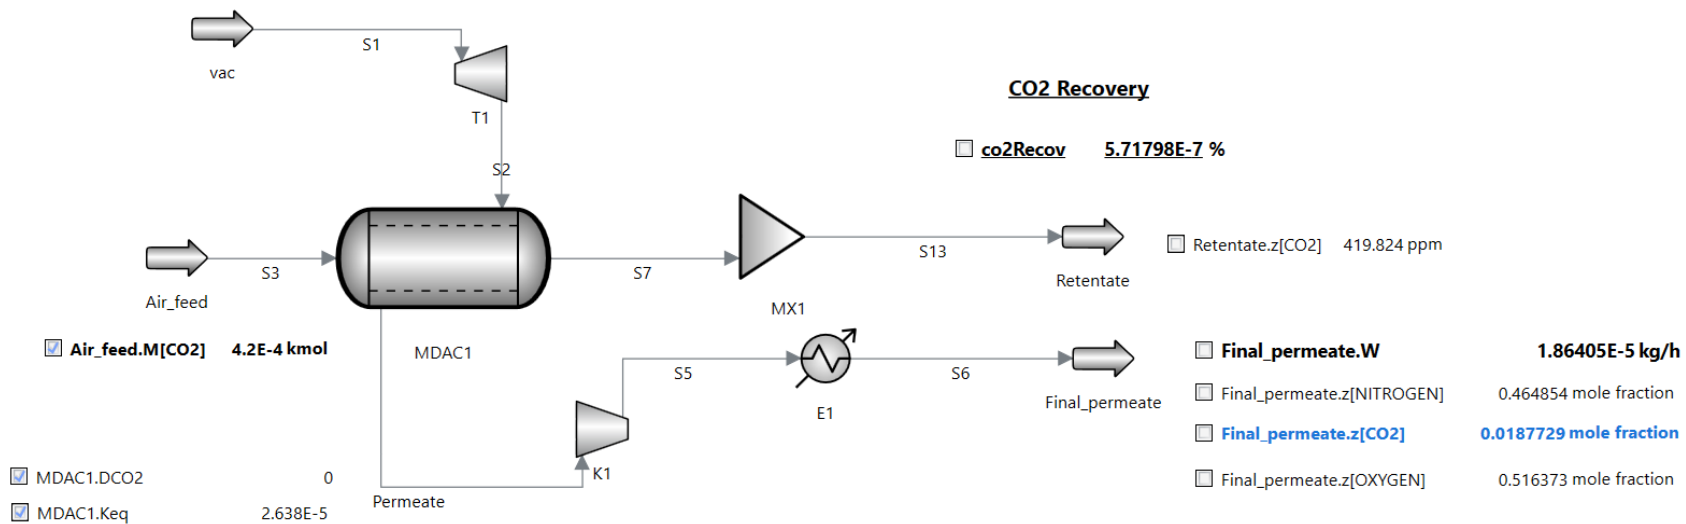 S1
vac
T1
CO2 Recovery
co2Recov 5.71798E-7 %
S2
S3
S7
S13
Retentate.z[CO2] 419.824 ppm
Air_feed
Retentate
MX1
Air_feed.M[CO2] 4.2E-4 kmol
MDAC1
S5
S6
Final_permeate.W 1.86405E-5 kg/h
Final_permeate
E1
Final_permeate.z[NITROGEN] 0.464854 mole fraction
Final_permeate.z[CO2] 0.0187729 mole fraction
K1
MDAC1.DCO2 0
Final_permeate.z[OXYGEN] 0.516373 mole fraction
Permeate
MDAC1.Keq 2.638E-5